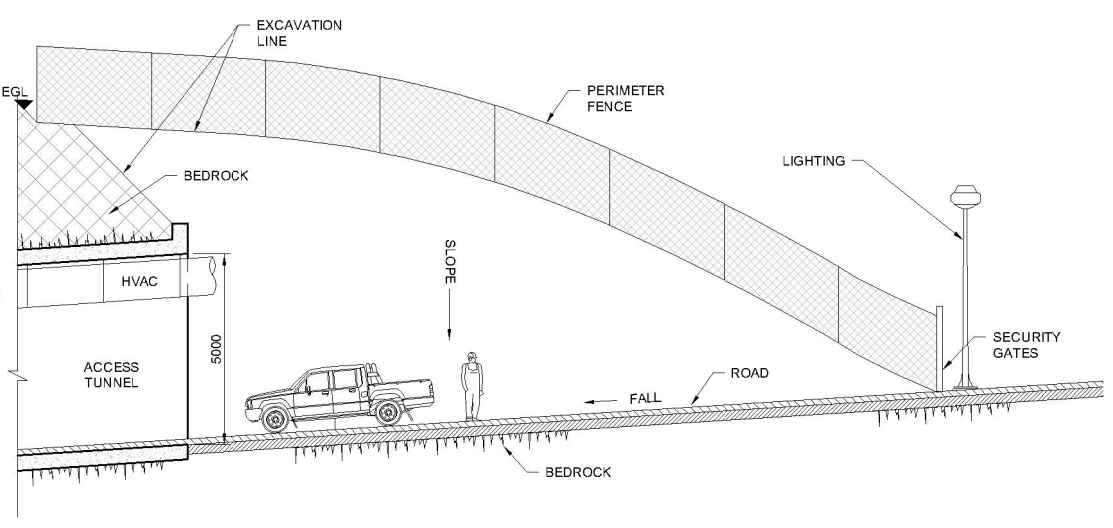 EXCAVATION
LINE
EGL
PERIMETER
FENCE
LIGHTING
BEDROCK
SLOPE
HVAC
5000
SECURITY
GATES
ACCESS
TUNNEL
ROAD
FALL
BEDROCK